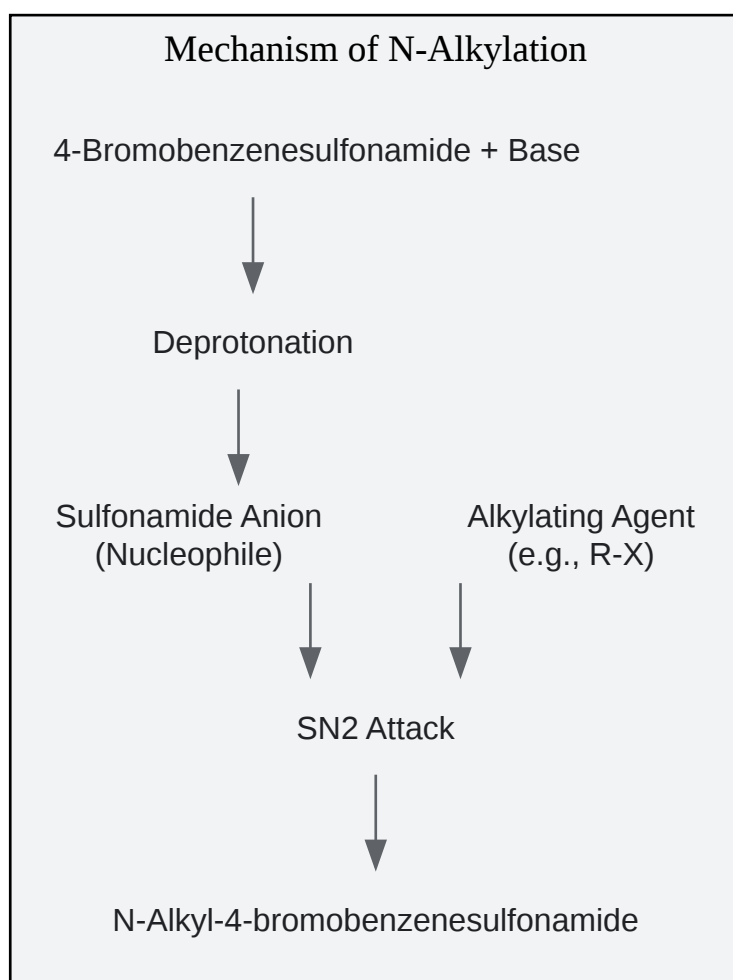 Mechanism of N-Alkylation
4-Bromobenzenesulfonamide + Base
Deprotonation
Sulfonamide Anion
(Nucleophile)
Alkylating Agent
(e.g., R-X)
SN2 Attack
N-Alkyl-4-bromobenzenesulfonamide